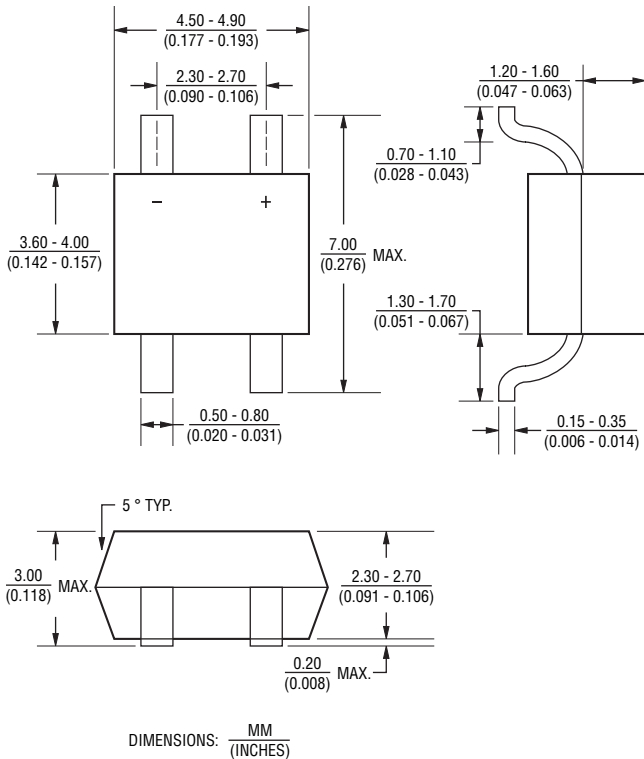 4.50 - 4.90
(0.177 - 0.193)
2.30 - 2.70
(0.090 - 0.106)
1.20 - 1.60
(0.047 - 0.063)
0.70 - 1.10
(0.028 - 0.043)
- +
3.60 - 4.00
(0.142 - 0.157)
7.00 MAX.
(0.276)
1.30 - 1.70
(0.051 - 0.067)
0.50 - 0.80
(0.020 - 0.031)
0.15 - 0.35
(0.006 - 0.014)
5 ° TYP.
3.00 MAX.
(0.118)
2.30 - 2.70
(0.091 - 0.106)
0.20 MAX.
(0.008)
DIMENSIONS: MM
(INCHES)